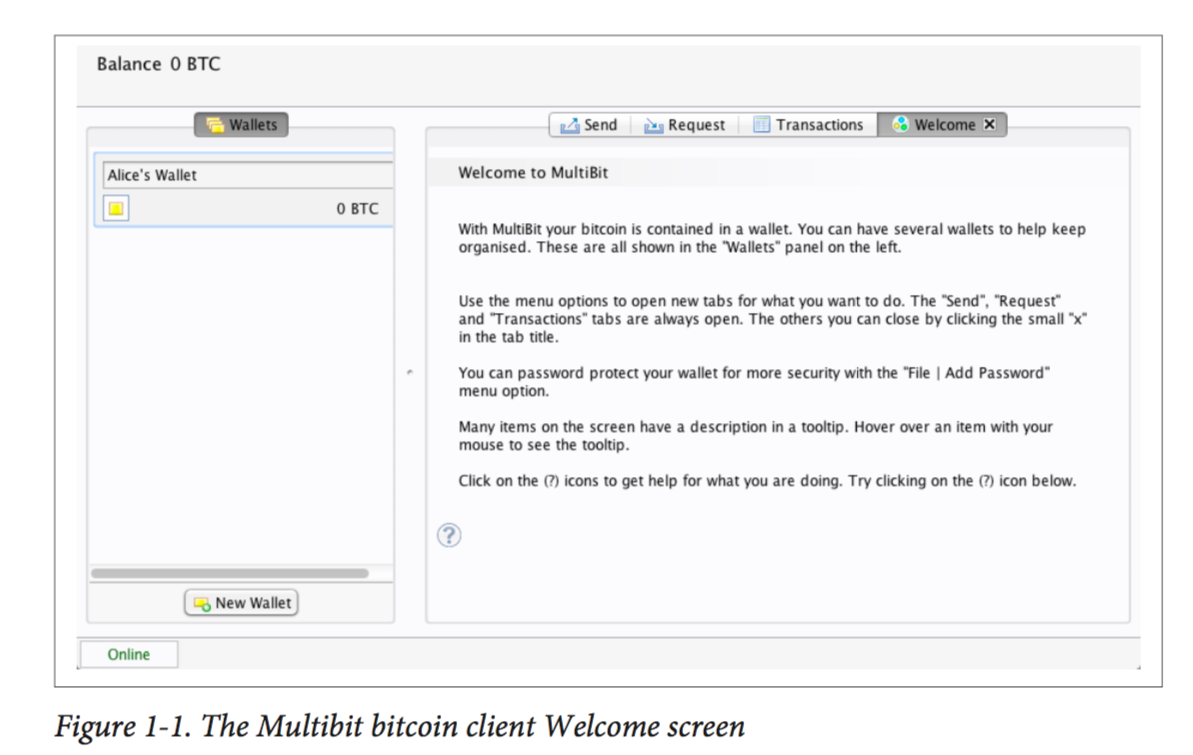 Balance 0 BTC
Wallets
Send
Request
Transactions
Welcome
Alice's Wallet
0 BTC
Welcome to MultiBit
With MultiBit your bitcoin is contained in a wallet. You can have several wallets to help keep
organised. These are all shown in the "Wallets" panel on the left.
Use the menu options to open new tabs for what you want to do. The "Send", "Request"
and "Transactions" tabs are always open. The others you can close by clicking the small "x"
in the tab title.
You can password protect your wallet for more security with the "File | Add Password"
menu option.
Many items on the screen have a description in a tooltip. Hover over an item with your
mouse to see the tooltip.
Click on the (?) icons to get help for what you are doing. Try clicking on the (?) icon below.
?
New Wallet
Online
Figure 1-1. The Multibit bitcoin client Welcome screen